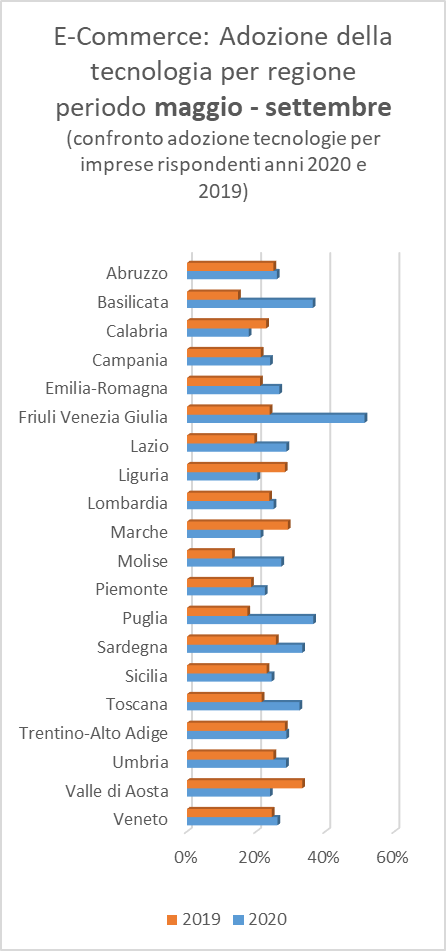 E-Commerce: Adozione della
tecnologia per regione
periodo maggio - settembre
(confronto adozione tecnologie per
imprese rispondenti anni 2020 e
2019)
Abruzzo
Basilicata
Calabria
Campania
Emilia-Romagna
Friuli Venezia Giulia
Lazio
Liguria
Lombardia
Marche
Molise
Piemonte
Puglia
Sardegna
Sicilia
Toscana
Trentino-Alto Adige
Umbria
Valle di Aosta
Veneto
0% 20% 40% 60%
2019 2020